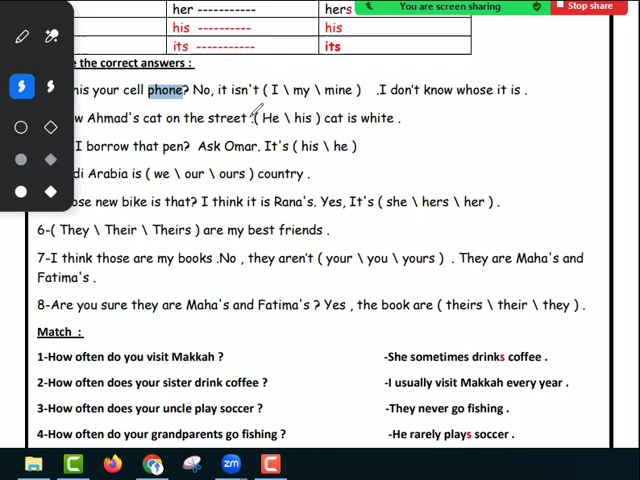 her ----------- hers
You are screen sharing
Stop Share
his ---------- his
its ---------- its
the correct answers :
his your cell phone? No, it isn't ( I \ my \ mine ) .I don't know whose it is .
w Ahmad's cat on the street . ( He \ his ) cat is white .
I borrow that pen? Ask Omar. It's ( his \ he )
di Arabia is ( we \ our \ ours ) country .
ose new bike is that? I think it is Rana's. Yes, It's ( she \ hers \ her ) .
6-( They \ Their \ Theirs ) are my best friends .
7-I think those are my books .No , they aren't ( your \ you \ yours ) . They are Maha's and
Fatima's .
8-Are you sure they are Maha's and Fatima's ? Yes , the book are ( theirs \ their \ they ) .
Match :
1-How often do you visit Makkah ? -She sometimes drinks coffee .
2-How often does your sister drink coffee ? -I usually visit Makkah every year .
3-How often does your uncle play soccer ? -They never go fishing .
4-How often do your grandparents go fishing ? -He rarely plays soccer .
zm